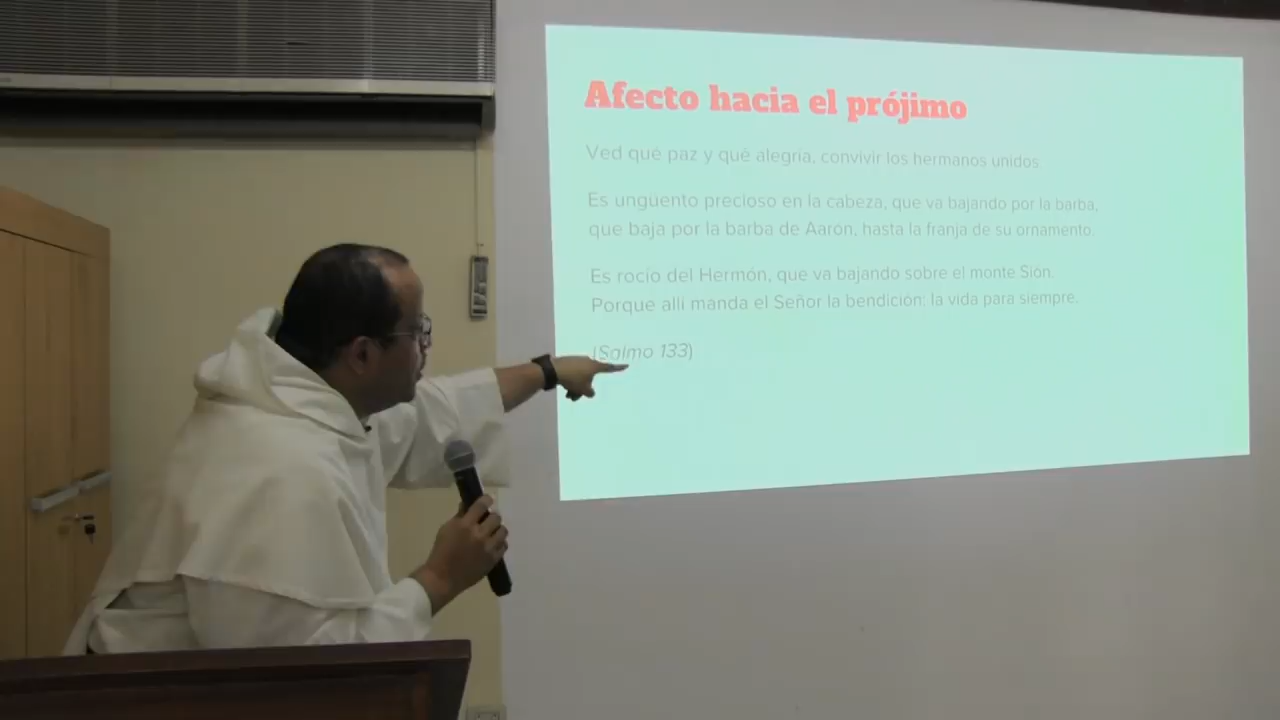 Afecto hacia el prójimo
Ved qué paz y qué alegría, convivir los hermanos unidos.
Es ungüento precioso en la cabeza, que va bajando por la barba,
que baja por la barba de Aarón, hasta la franja de su ornamento.
Es rocío del Hermón, que va bajando sobre el monte Sión.
Porque allí manda el Señor la bendición: la vida para siempre.
(Salmo 133)